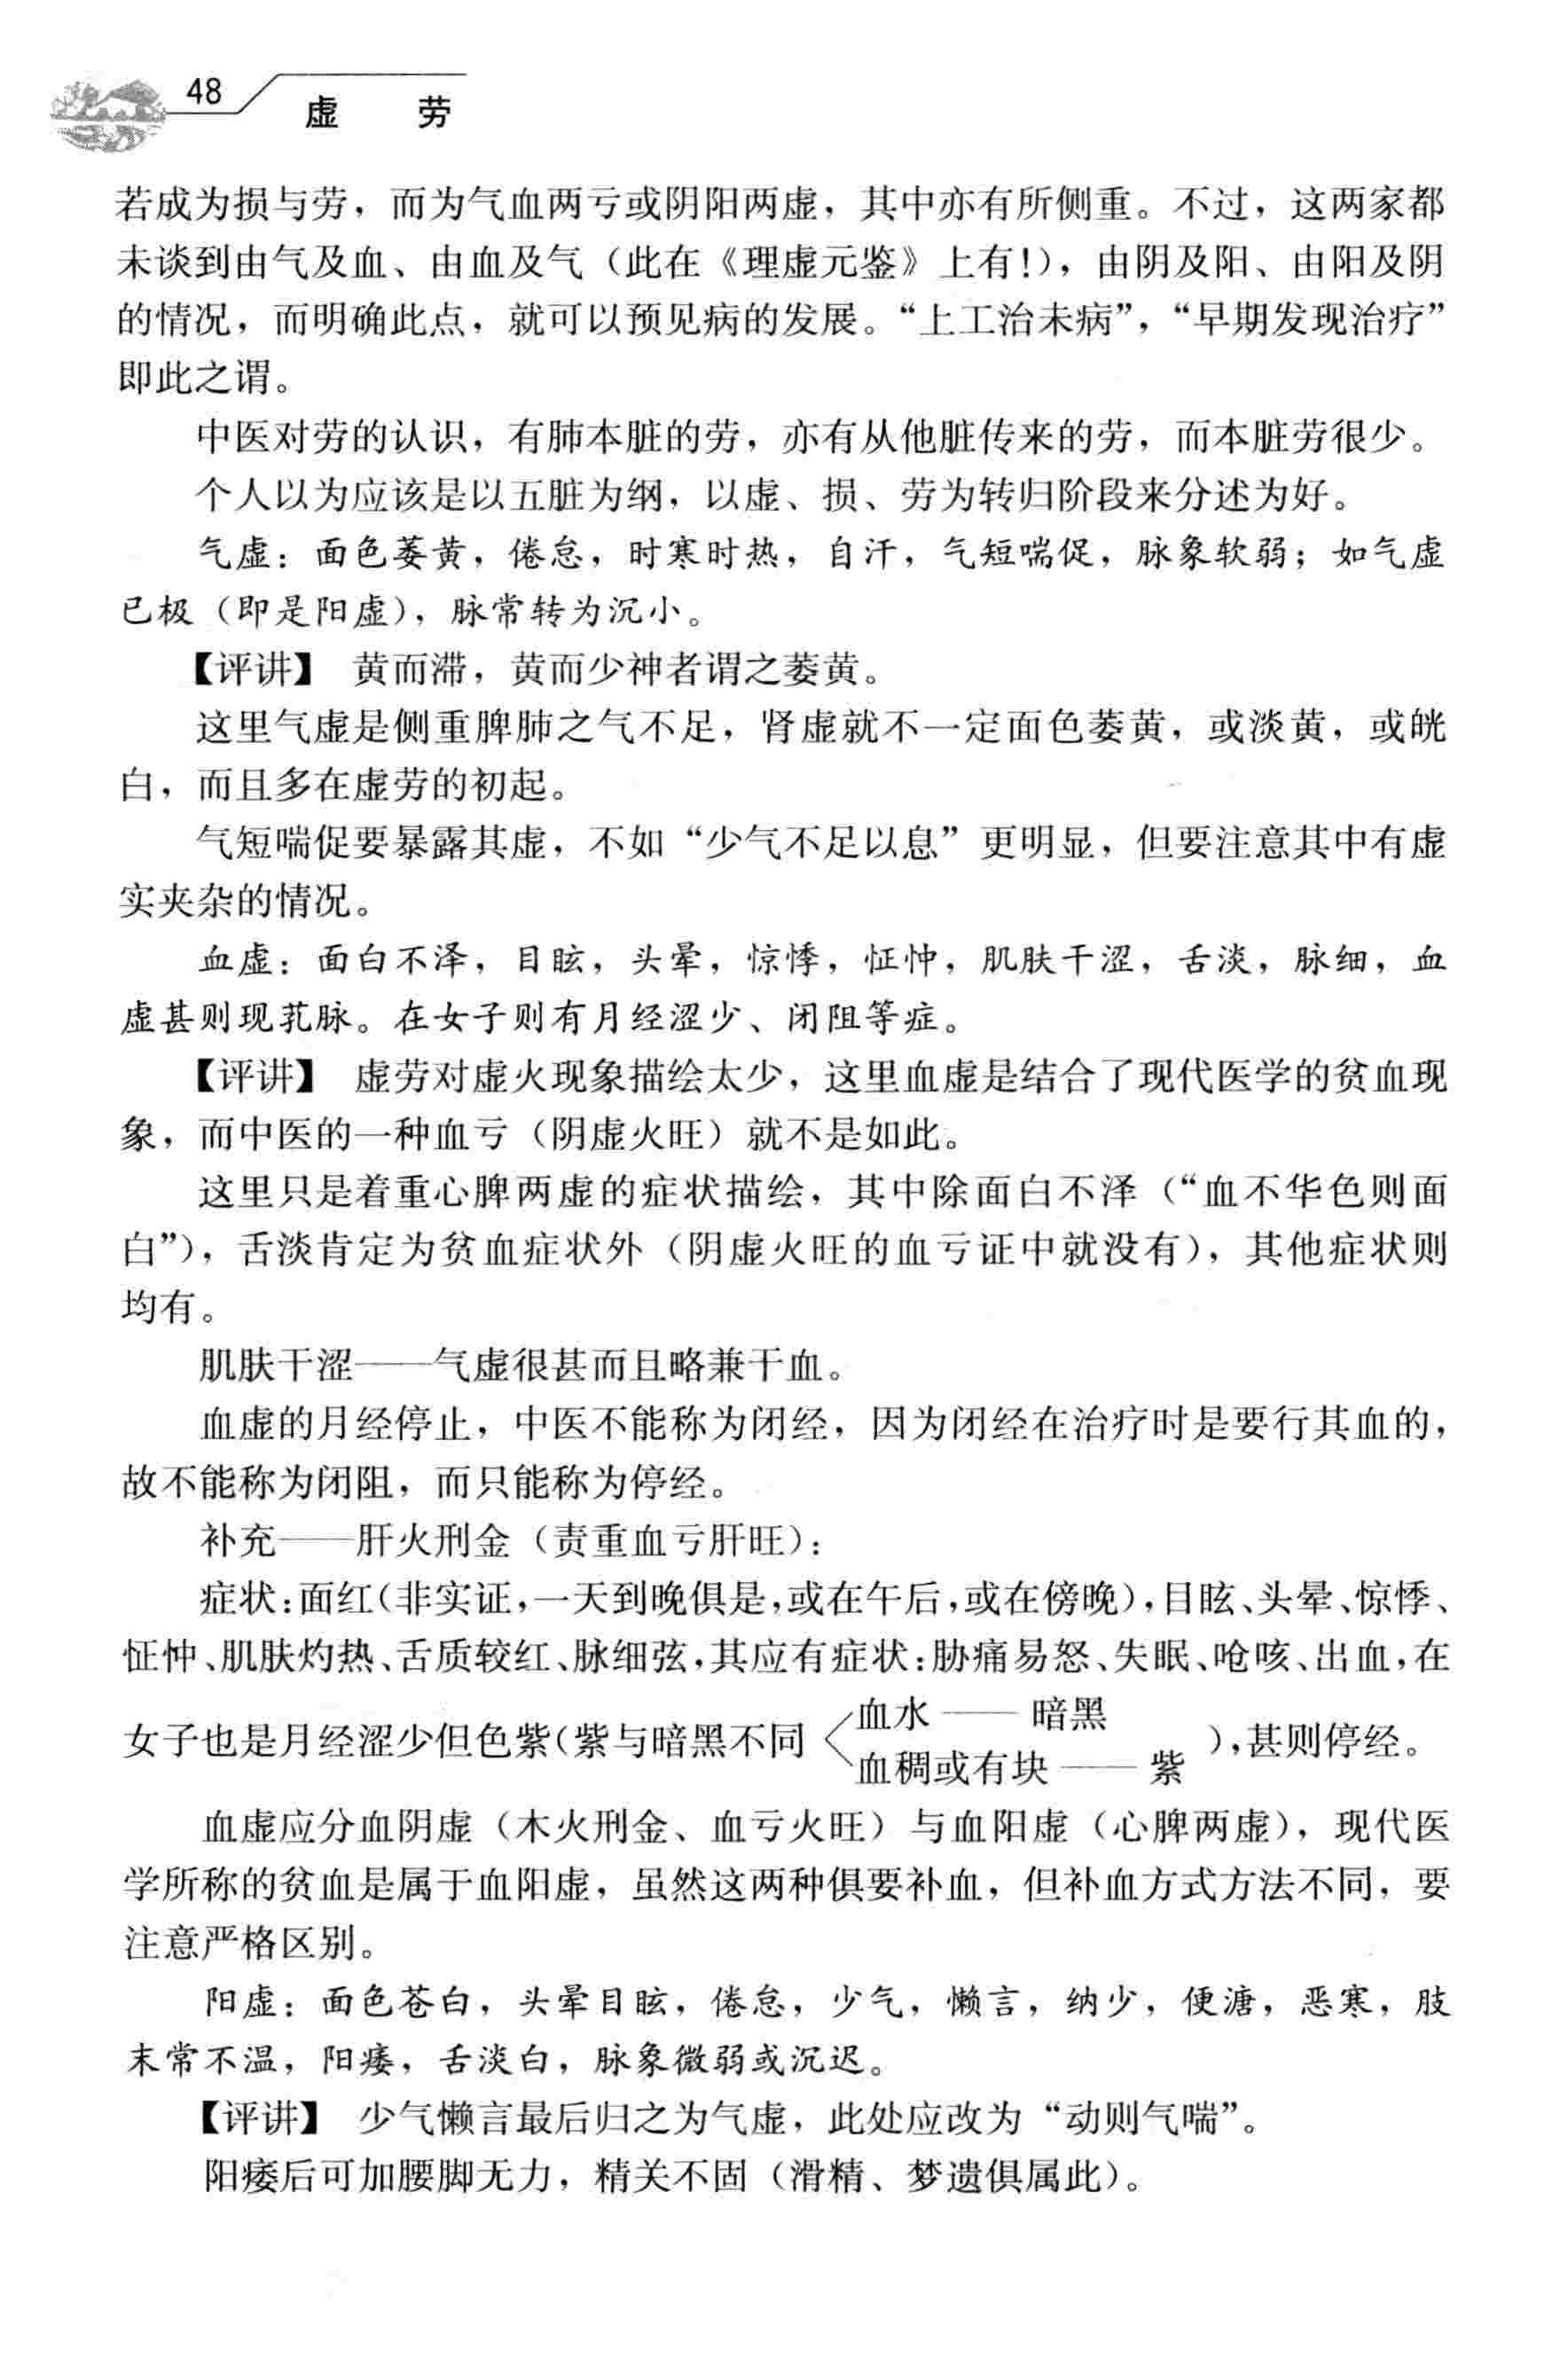 48
虚 劳
若成为损与劳，而为气血两亏或阴阳两虚，其中亦有所侧重。不过，这两家都
未谈到由气及血、由血及气（此在《理虚元鉴》上有！），由阴及阳、由阳及阴
的情况，而明确此点，就可以预见病的发展。“上工治未病”，“早期发现治疗”
即此之谓。
中医对劳的认识，有肺本脏的劳，亦有从他脏传来的劳，而本脏劳很少。
个人以为应该是以五脏为纲，以虚、损、劳为转归阶段来分述为好。
气虚：面色萎黄，倦怠，时寒时热，自汗，气短喘促，脉象软弱；如气虚
已极（即是阳虚），脉常转为沉小。
【评讲】 黄而滞，黄而少神者谓之萎黄。
这里气虚是侧重脾肺之气不足，肾虚就不一定面色萎黄，或淡黄，或㿠
白，而且多在虚劳的初起。
气短喘促要暴露其虚，不如“少气不足以息”更明显，但要注意其中有虚
实夹杂的情况。
血虚：面白不泽，目眩，头晕，惊悸，怔忡，肌肤干涩，舌淡，脉细，血
虚甚则现芤脉。在女子则有月经涩少、闭阻等症。
【评讲】 虚劳对虚火现象描绘太少，这里血虚是结合了现代医学的贫血现
象，而中医的一种血亏（阴虚火旺）就不是如此。
这里只是着重心脾两虚的症状描绘，其中除面白不泽（“血不华色则面
白”），舌淡肯定为贫血症状外（阴虚火旺的血亏证中就没有），其他症状则
均有。
肌肤干涩——气虚很甚而且略兼干血。
血虚的月经停止，中医不能称为闭经，因为闭经在治疗时是要行其血的，
故不能称为闭阻，而只能称为停经。
补充——肝火刑金（责重血亏肝旺）：
症状：面红（非实证，一天到晚俱是，或在午后，或在傍晚），目眩、头晕、惊悸、
怔忡、肌肤灼热、舌质较红、脉细弦，其应有症状：胁痛易怒、失眠、呛咳、出血，在
女子也是月经涩少但色紫（紫与暗黑不同
血水——暗黑
血稠或有块——紫
），甚则停经。
血虚应分血阴虚（木火刑金、血亏火旺）与血阳虚（心脾两虚），现代医
学所称的贫血是属于血阳虚，虽然这两种俱要补血，但补血方式方法不同，要
注意严格区别。
阳虚：面色苍白，头晕目眩，倦怠，少气，懒言，纳少，便溏，恶寒，肢
末常不温，阳痿，舌淡白，脉象微弱或沉迟。
【评讲】 少气懒言最后归之为气虚，此处应改为“动则气喘”。
阳痿后可加腰脚无力，精关不固（滑精、梦遗俱属此）。